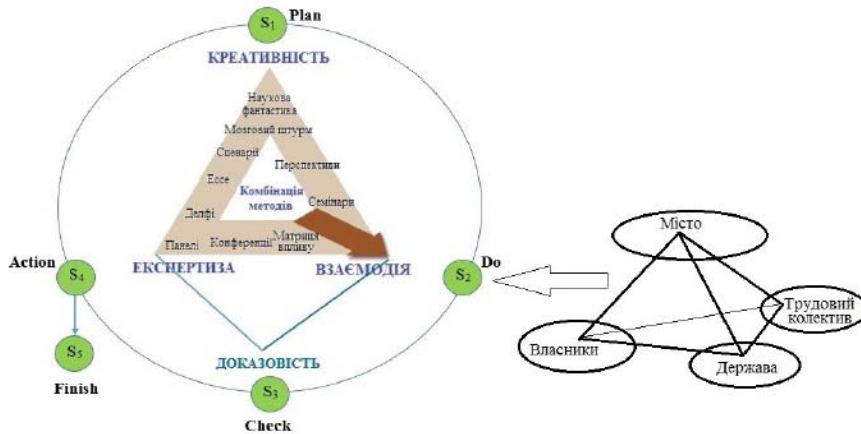 S1 Plan
КРЕАТИВНІСТЬ
Наукова
фантастика
Мозговий штурм
Сценарії
Перспективи
Ессе
Комбінація
методів
Семінари
Делфі
Панелі
Конференції
Матриця
впливу
ЕКСПЕРТИЗА
ВЗАЄМОДІЯ
Action
S4
S2
Do
S5
Finish
ДОКАЗОВІСТЬ
S3
Check
Місто
Трудовий
колектив
Власники
Держава